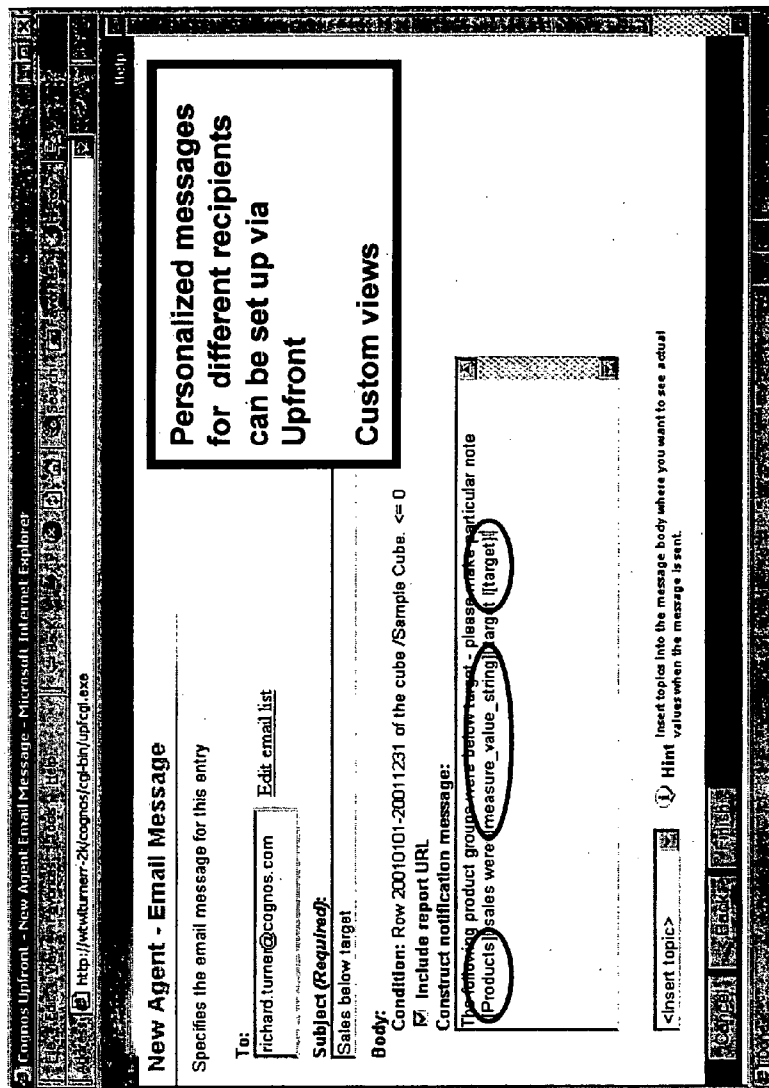 Cognos Upfront - New Agent Email Message - Microsoft Internet Explorer
Search
http://wtwlturnerr-2k/cognos/cgi-bin/upfcgi.exe
Help
New Agent - Email Message
Specifies the email message for this entry
To:
richard.turner@cognos.com
Edit email list
Subject (Required):
Sales below target
Body:
Condition: Row 20010101-20011231 of the cube /Sample Cube. <= 0
Include report URL
Construct notification message:
The following product groups were below target - please make particular note
[[Products]] sales were [[measure_value_string]] target [[target]]
<Insert topic>
Hint Insert topics into the message body where you want to see actual
values when the message is sent.
Cancel
< Back
Finish
Personalized messages
for different recipients
can be set up via
Upfront
Custom views